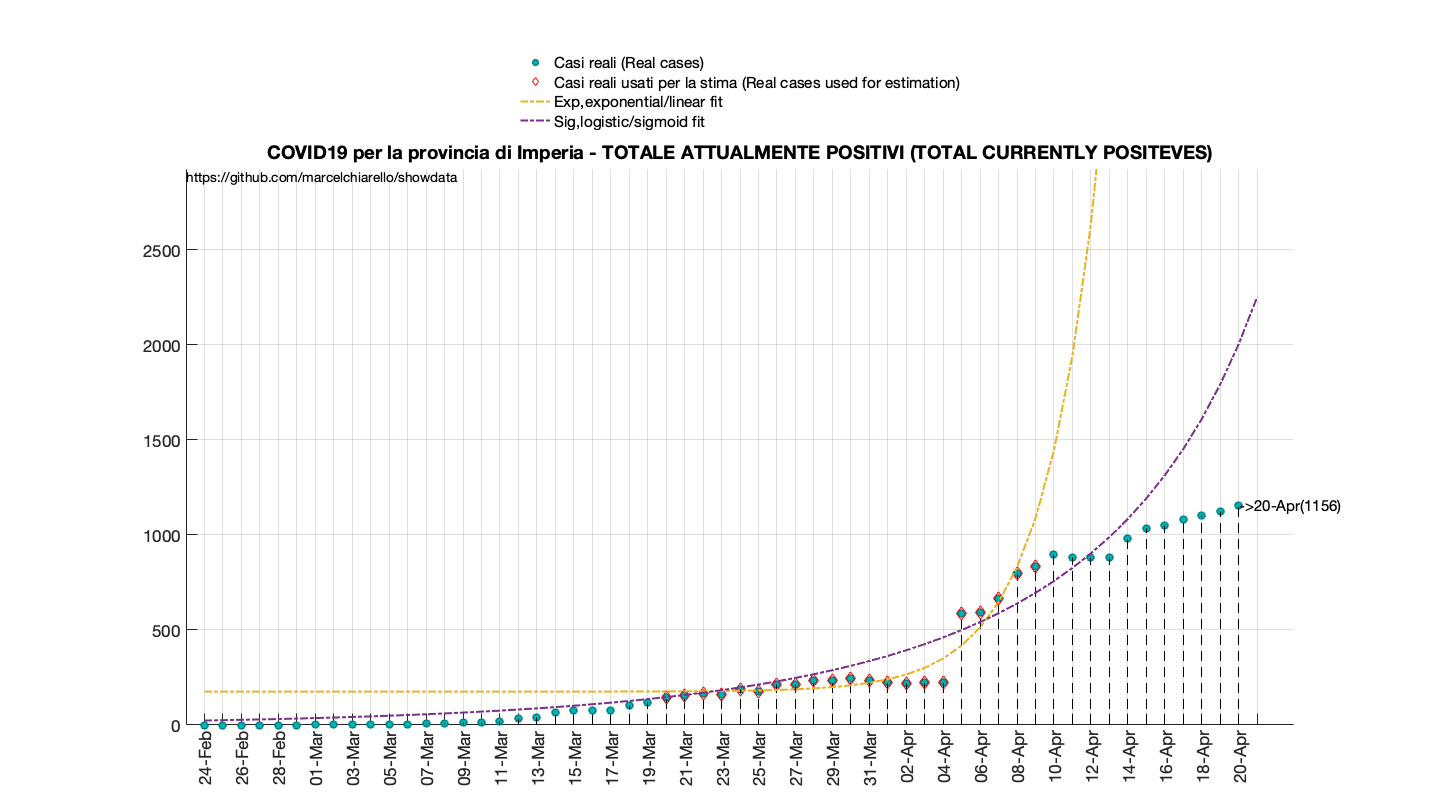 Casi reali (Real cases)
Casi reali usati per la stima (Real cases used for estimation)
Exp,exponential/linear fit
Sig,logistic/sigmoid fit
COVID19 per la provincia di Imperia - TOTALE ATTUALMENTE POSITIVI (TOTAL CURRENTLY POSITEVES)
https://github.com/marcelchiarello/showdata
2500
2000
1500
1000
->20-Apr(1156)
500
0
24-Feb
26-Feb
28-Feb
01-Mar
03-Mar
05-Mar
07-Mar
09-Mar
11-Mar
13-Mar
15-Mar
17-Mar
19-Mar
21-Mar
23-Mar
25-Mar
27-Mar
29-Mar
31-Mar
02-Apr
04-Apr
06-Apr
08-Apr
10-Apr
12-Apr
14-Apr
16-Apr
18-Apr
20-Apr